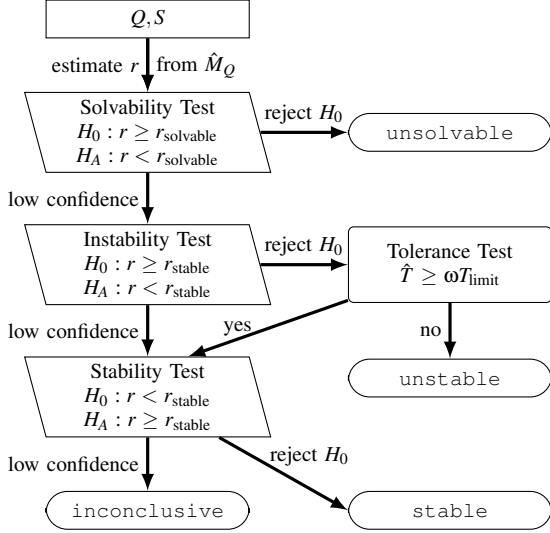 Q, S
estimate r from M̂_Q
Solvability Test
H_0 : r ≥ r_solvable
H_A : r < r_solvable
reject H_0
unsolvable
low confidence
Instability Test
H_0 : r ≥ r_stable
H_A : r < r_stable
reject H_0
Tolerance Test
T̂ ≥ ωT_limit
low confidence
yes
no
unstable
Stability Test
H_0 : r < r_stable
H_A : r ≥ r_stable
low confidence
reject H_0
inconclusive
stable